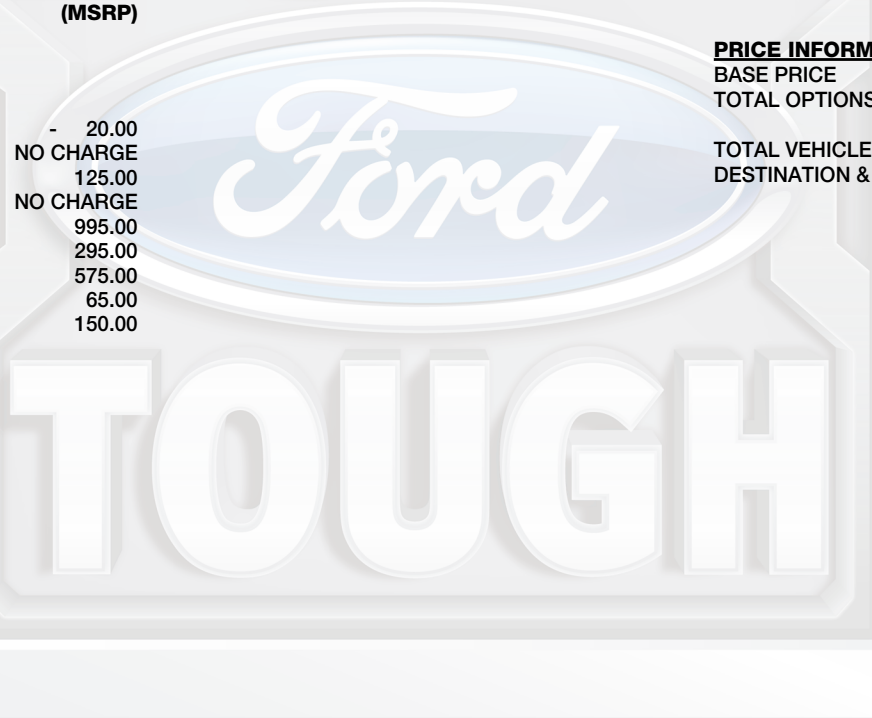 (MSRP)
- 20.00
NO CHARGE
125.00
NO CHARGE
995.00
295.00
575.00
65.00
150.00
PRICE INFORM
BASE PRICE
TOTAL OPTIONS
TOTAL VEHICLE
DESTINATION &
Ford
TOUGH